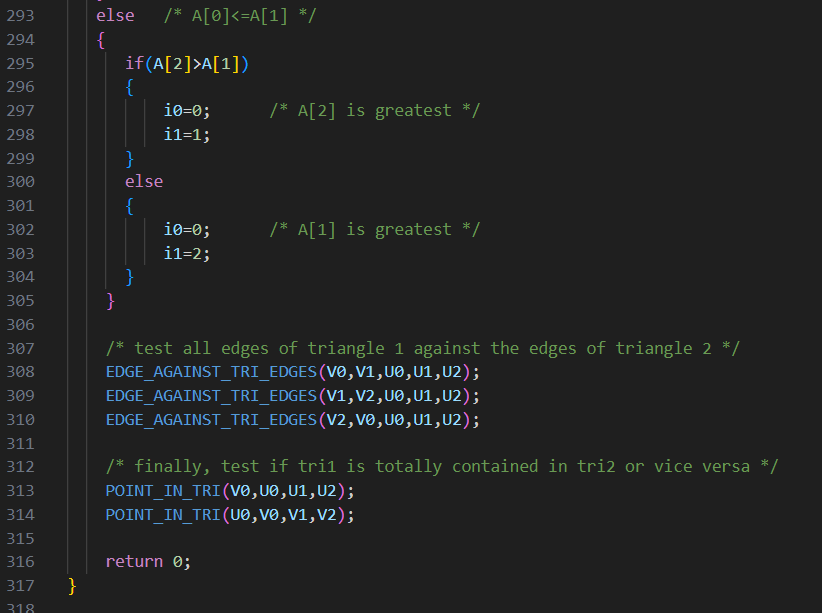 293 else /* A[0]<=A[1] */
294 {
295 if(A[2]>A[1])
296 {
297 i0=0; /* A[2] is greatest */
298 i1=1;
299 }
300 else
301 {
302 i0=0; /* A[1] is greatest */
303 i1=2;
304 }
305 }
306
307 /* test all edges of triangle 1 against the edges of triangle 2 */
308 EDGE_AGAINST_TRI_EDGES(V0,V1,U0,U1,U2);
309 EDGE_AGAINST_TRI_EDGES(V1,V2,U0,U1,U2);
310 EDGE_AGAINST_TRI_EDGES(V2,V0,U0,U1,U2);
311
312 /* finally, test if tri1 is totally contained in tri2 or vice versa */
313 POINT_IN_TRI(V0,U0,U1,U2);
314 POINT_IN_TRI(U0,V0,V1,V2);
315
316 return 0;
317 }
318